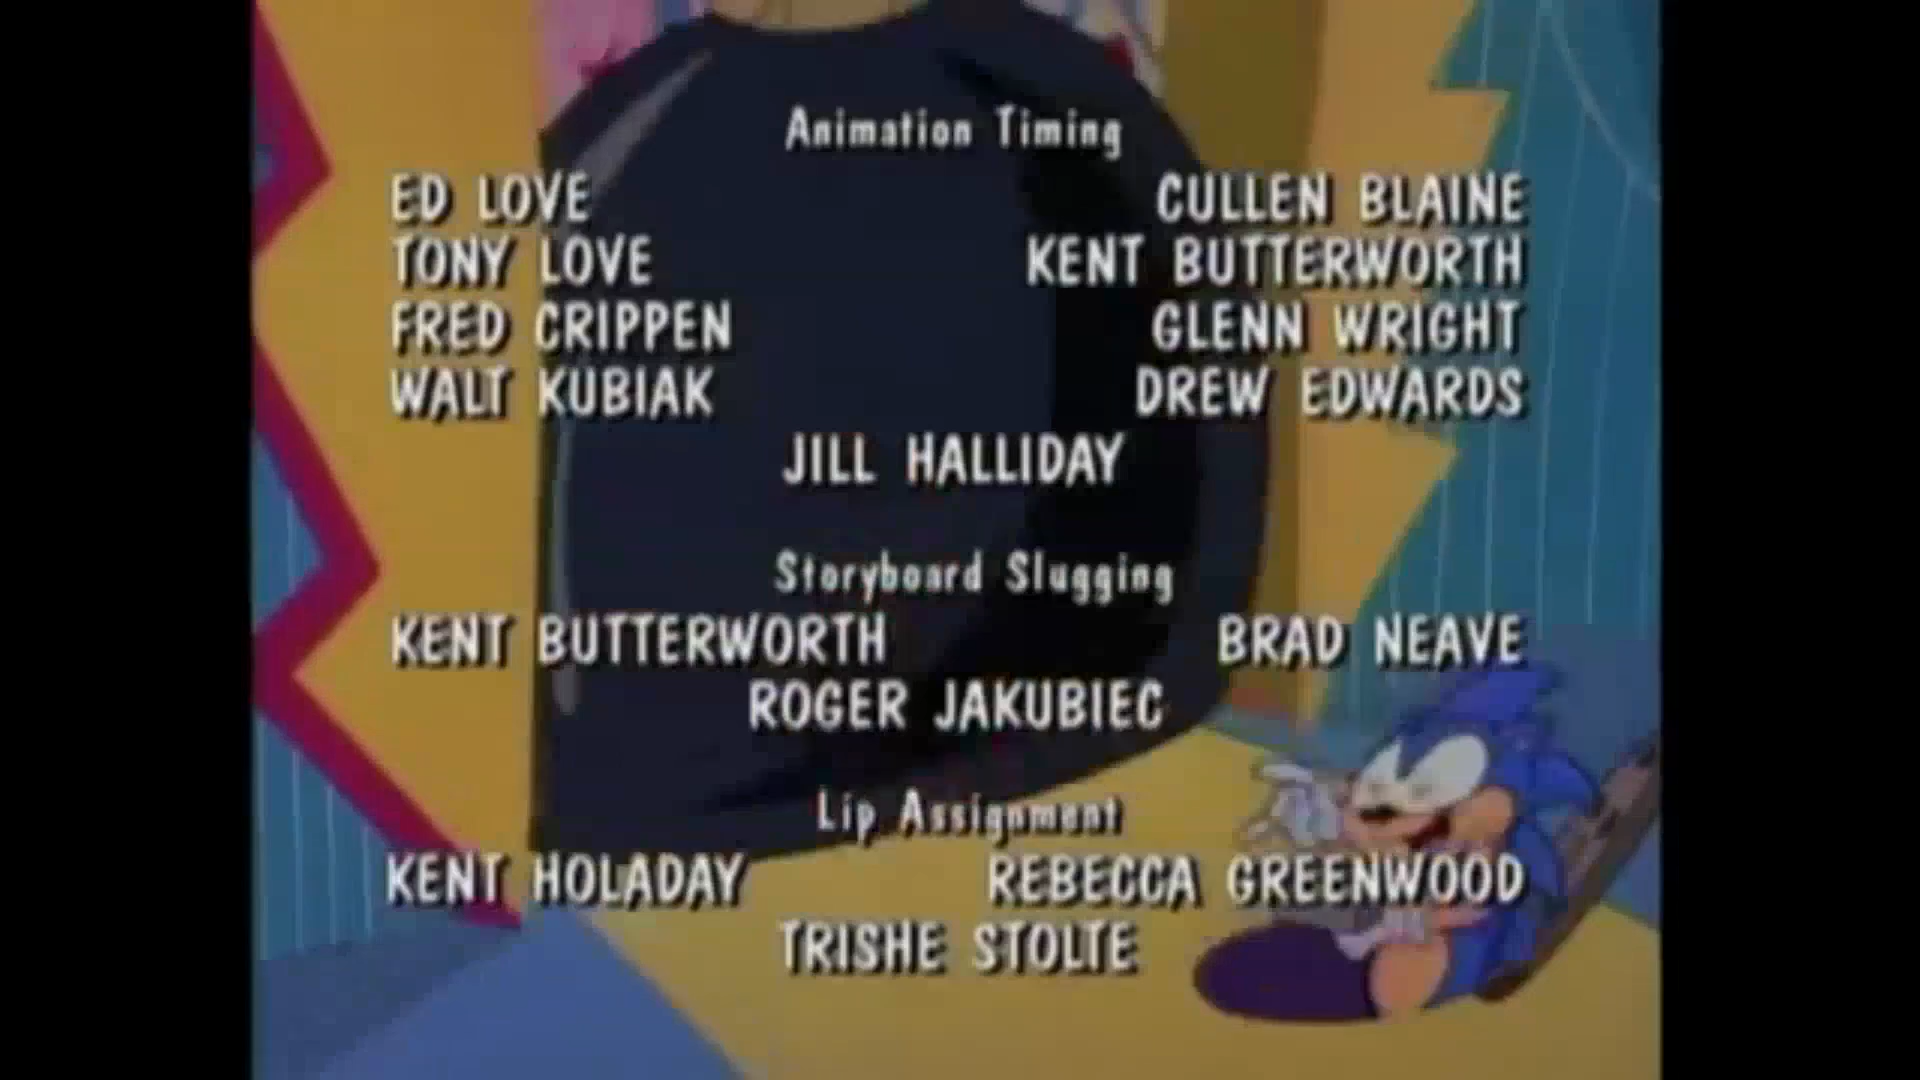 Animation Timing
ED LOVE CULLEN BLAINE
TONY LOVE KENT BUTTERWORTH
FRED CRIPPEN GLENN WRIGHT
WALT KUBIAK DREW EDWARDS
JILL HALLIDAY
Storyboard Slugging
KENT BUTTERWORTH BRAD NEAVE
ROGER JAKUBIEC
Lip Assignment
KENT HOLADAY REBECCA GREENWOOD
TRISHE STOLTE